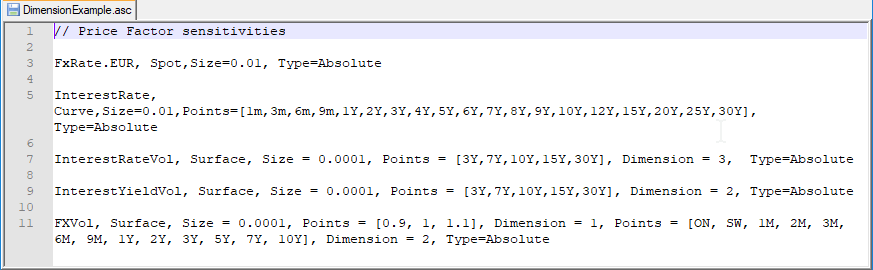 DimensionExample.asc
1 // Price Factor sensitivities
2
3 FxRate.EUR, Spot,Size=0.01, Type=Absolute
4
5 InterestRate,
Curve,Size=0.01,Points=[1m,3m,6m,9m,1Y,2Y,3Y,4Y,5Y,6Y,7Y,8Y,9Y,10Y,12Y,15Y,20Y,25Y,30Y],
Type=Absolute
6
7 InterestRateVol, Surface, Size = 0.0001, Points = [3Y,7Y,10Y,15Y,30Y], Dimension = 3,  Type=Absolute
8
9 InterestYieldVol, Surface, Size = 0.0001, Points = [3Y,7Y,10Y,15Y,30Y], Dimension = 2, Type=Absolute
10
11 FXVol, Surface, Size = 0.0001, Points = [0.9, 1, 1.1], Dimension = 1, Points = [ON, SW, 1M, 2M, 3M,
6M, 9M, 1Y, 2Y, 3Y, 5Y, 7Y, 10Y], Dimension = 2, Type=Absolute